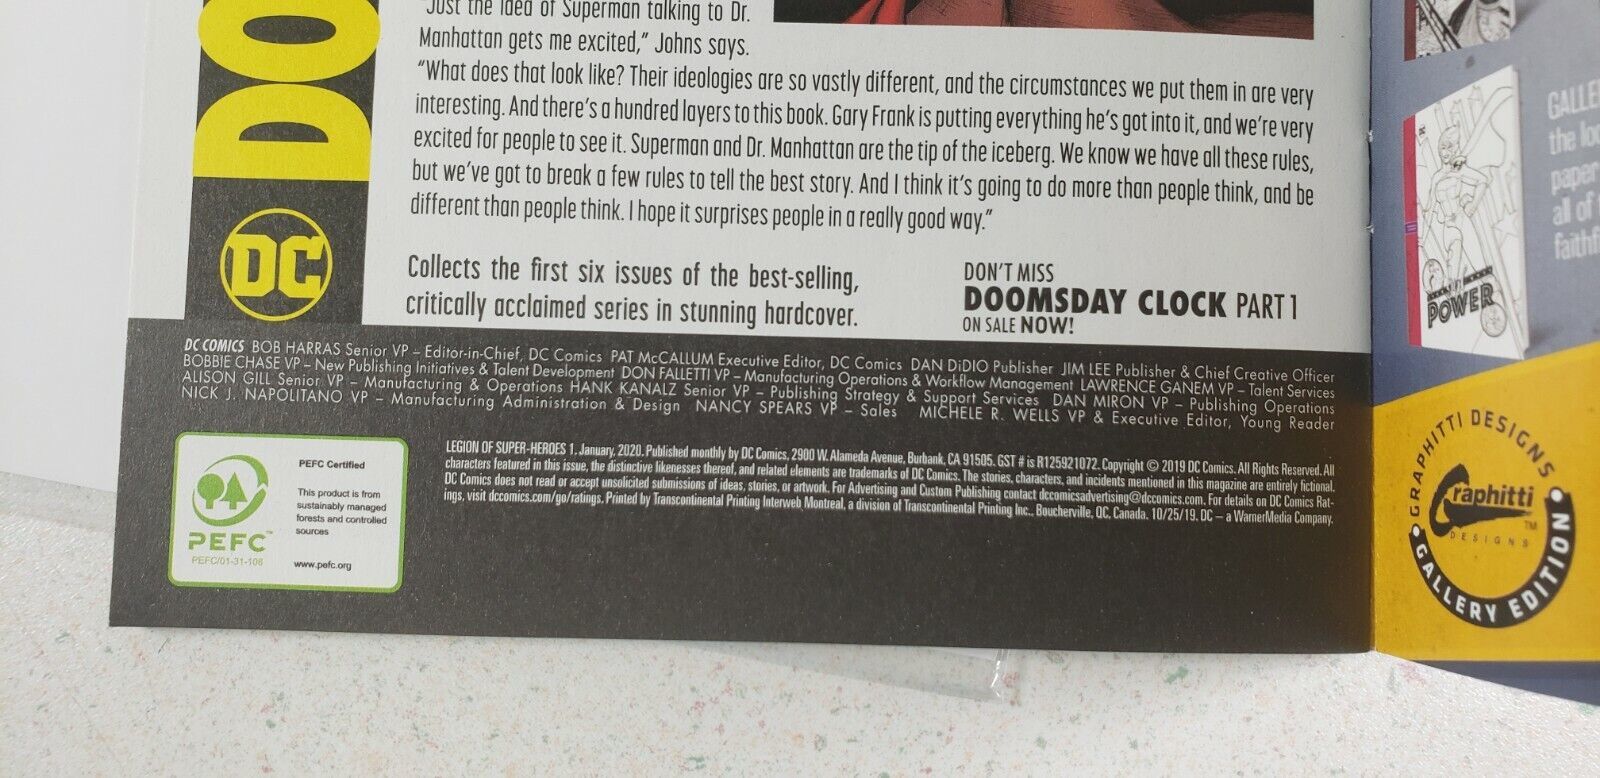 DO
"Just the idea of Superman talking to Dr.
Manhattan gets me excited," Johns says.
"What does that look like? Their ideologies are so vastly different, and the circumstances we put them in are very
interesting. And there's a hundred layers to this book. Gary Frank is putting everything he's got into it, and we're very
excited for people to see it. Superman and Dr. Manhattan are the tip of the iceberg. We know we have all these rules,
but we've got to break a few rules to tell the best story. And I think it's going to do more than people think, and be
different than people think. I hope it surprises people in a really good way."
DC
Collects the first six issues of the best-selling,
critically acclaimed series in stunning hardcover.
DON'T MISS
DOOMSDAY CLOCK PART 1
ON SALE NOW!
DC COMICS BOB HARRAS Senior VP – Editor-in-Chief, DC Comics PAT McCALLUM Executive Editor, DC Comics DAN DiDIO Publisher JIM LEE Publisher & Chief Creative Officer
BOBBIE CHASE VP – New Publishing Initiatives & Talent Development DON FALLETTI VP – Manufacturing Operations & Workflow Management LAWRENCE GANEM VP – Talent Services
ALISON GILL Senior VP – Manufacturing & Operations HANK KANALZ Senior VP – Publishing Strategy & Support Services DAN MIRON VP – Publishing Operations
NICK J. NAPOLITANO VP – Manufacturing Administration & Design NANCY SPEARS VP – Sales MICHELE R. WELLS VP & Executive Editor, Young Reader
PEFC Certified
This product is from
sustainably managed
forests and controlled
sources
www.pefc.org
PEFC™
PEFC/01-31-106
LEGION OF SUPER-HEROES 1. January, 2020. Published monthly by DC Comics, 2900 W. Alameda Avenue, Burbank, CA 91505. GST # is R125921072. Copyright © 2019 DC Comics. All Rights Reserved. All
characters featured in this issue, the distinctive likenesses thereof, and related elements are trademarks of DC Comics. The stories, characters, and incidents mentioned in this magazine are entirely fictional.
DC Comics does not read or accept unsolicited submissions of ideas, stories, or artwork. For Advertising and Custom Publishing contact dccomicsadvertising@dccomics.com. For details on DC Comics Rat-
ings, visit dccomics.com/go/ratings. Printed by Transcontinental Printing Interweb Montreal, a division of Transcontinental Printing Inc., Boucherville, QC, Canada. 10/25/19. DC – a WarnerMedia Company.
GALLE
the loo
paper
all of
faithf
POWER
GRAPHITTI DESIGNS
Graphitti™
DESIGNS
GALLERY EDITION